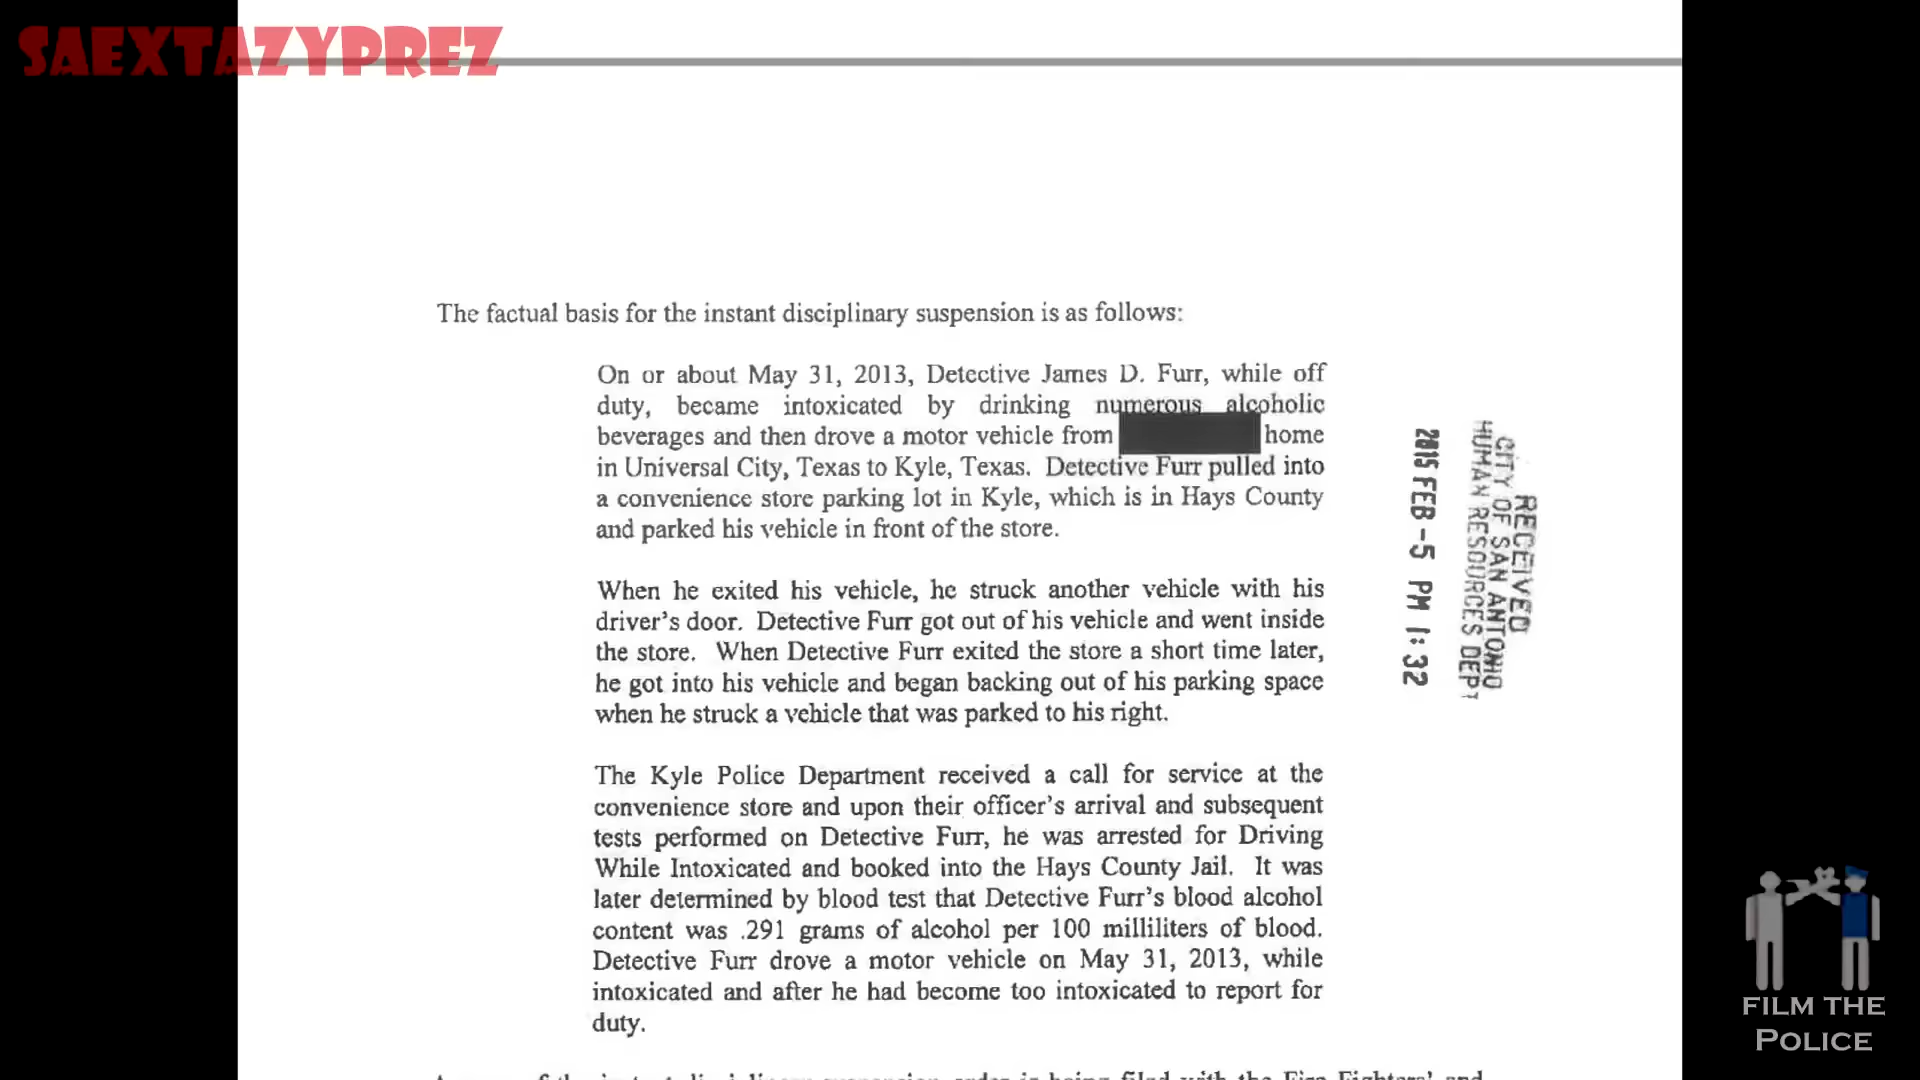 SAEXTAZYPREZ
The factual basis for the instant disciplinary suspension is as follows:
On or about May 31, 2013, Detective James D. Furr, while off
duty, became intoxicated by drinking numerous alcoholic
beverages and then drove a motor vehicle from home
in Universal City, Texas to Kyle, Texas. Detective Furr pulled into
a convenience store parking lot in Kyle, which is in Hays County
and parked his vehicle in front of the store.
When he exited his vehicle, he struck another vehicle with his
driver's door. Detective Furr got out of his vehicle and went inside
the store. When Detective Furr exited the store a short time later,
he got into his vehicle and began backing out of his parking space
when he struck a vehicle that was parked to his right.
The Kyle Police Department received a call for service at the
convenience store and upon their officer's arrival and subsequent
tests performed on Detective Furr, he was arrested for Driving
While Intoxicated and booked into the Hays County Jail. It was
later determined by blood test that Detective Furr's blood alcohol
content was .291 grams of alcohol per 100 milliliters of blood.
Detective Furr drove a motor vehicle on May 31, 2013, while
intoxicated and after he had become too intoxicated to report for
duty.
RECEIVED
CITY OF SAN ANTONIO
HUMAN RESOURCES DEPT
2015 FEB -5 PM 1:32
FILM THE
POLICE